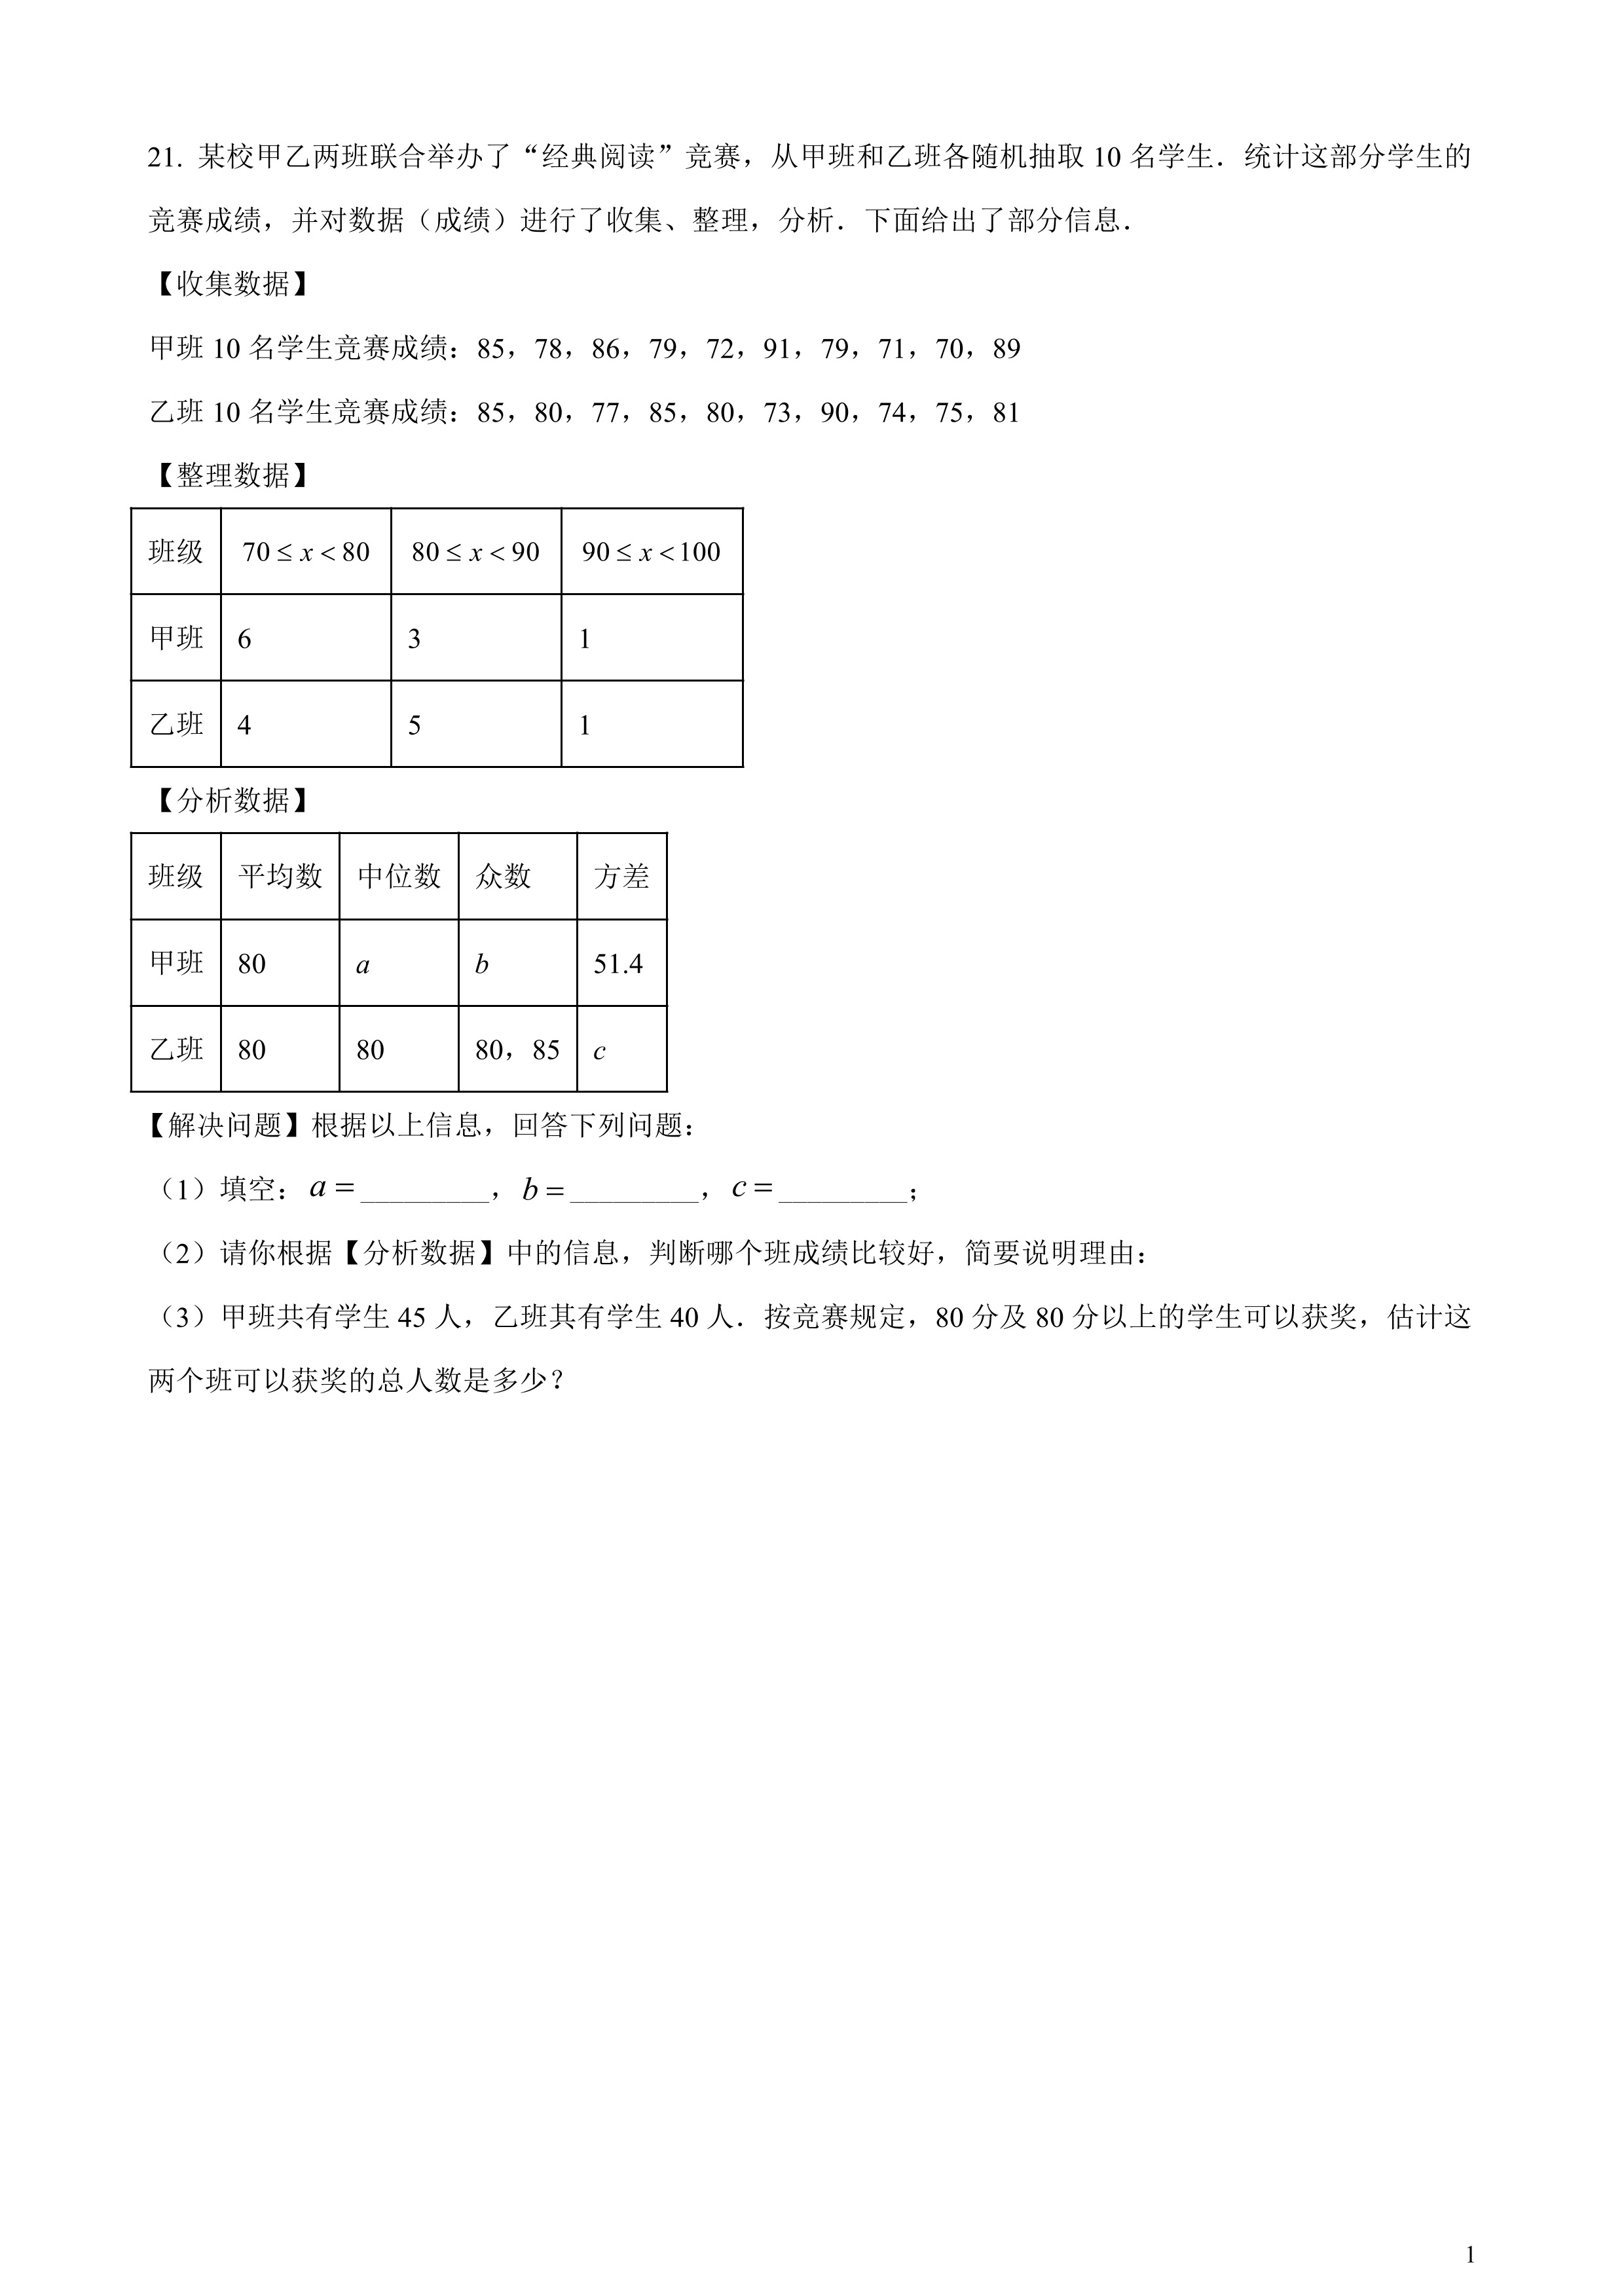 21. 某校甲乙两班联合举办了“经典阅读”竞赛，从甲班和乙班各随机抽取 10 名学生．统计这部分学生的
竞赛成绩，并对数据（成绩）进行了收集、整理，分析．下面给出了部分信息．
【收集数据】
甲班 10 名学生竞赛成绩：85，78，86，79，72，91，79，71，70，89
乙班 10 名学生竞赛成绩：85，80，77，85，80，73，90，74，75，81
【整理数据】
班级 70 ≤ x < 80 80 ≤ x < 90 90 ≤ x < 100
甲班 6 3 1
乙班 4 5 1
【分析数据】
班级 平均数 中位数 众数 方差
甲班 80 a b 51.4
乙班 80 80 80，85 c
【解决问题】根据以上信息，回答下列问题：
（1）填空：a = _________，b = _________，c = _________；
（2）请你根据【分析数据】中的信息，判断哪个班成绩比较好，简要说明理由：
（3）甲班共有学生 45 人，乙班其有学生 40 人．按竞赛规定，80 分及 80 分以上的学生可以获奖，估计这
两个班可以获奖的总人数是多少？
1